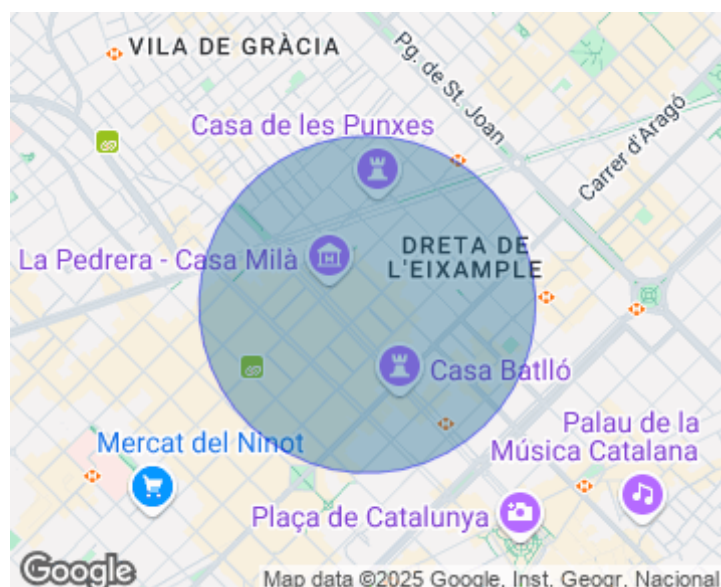 VILA DE GRÀCIA
Pg. de St. Joan
Casa de les Punxes
Carrer d'Aragó
DRETA DE
L'EIXAMPLE
La Pedrera - Casa Milà
Casa Batlló
Mercat del Ninot
Palau de la
Música Catalana
Plaça de Catalunya
Google
Map data ©2025 Google, Inst. Geogr. Nacional